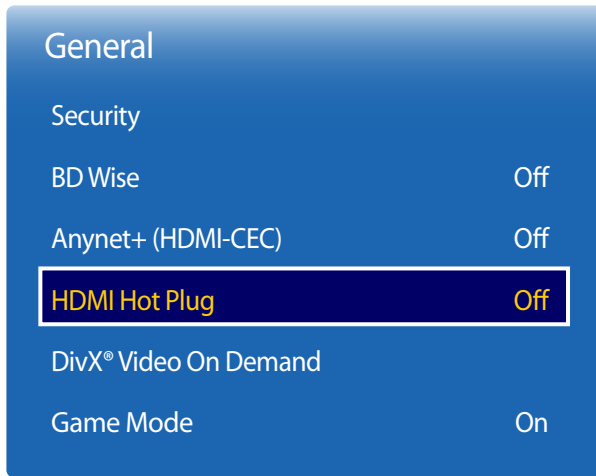 General
Security
BD Wise Off
Anynet+ (HDMI-CEC) Off
HDMI Hot Plug Off
DivX® Video On Demand
Game Mode On